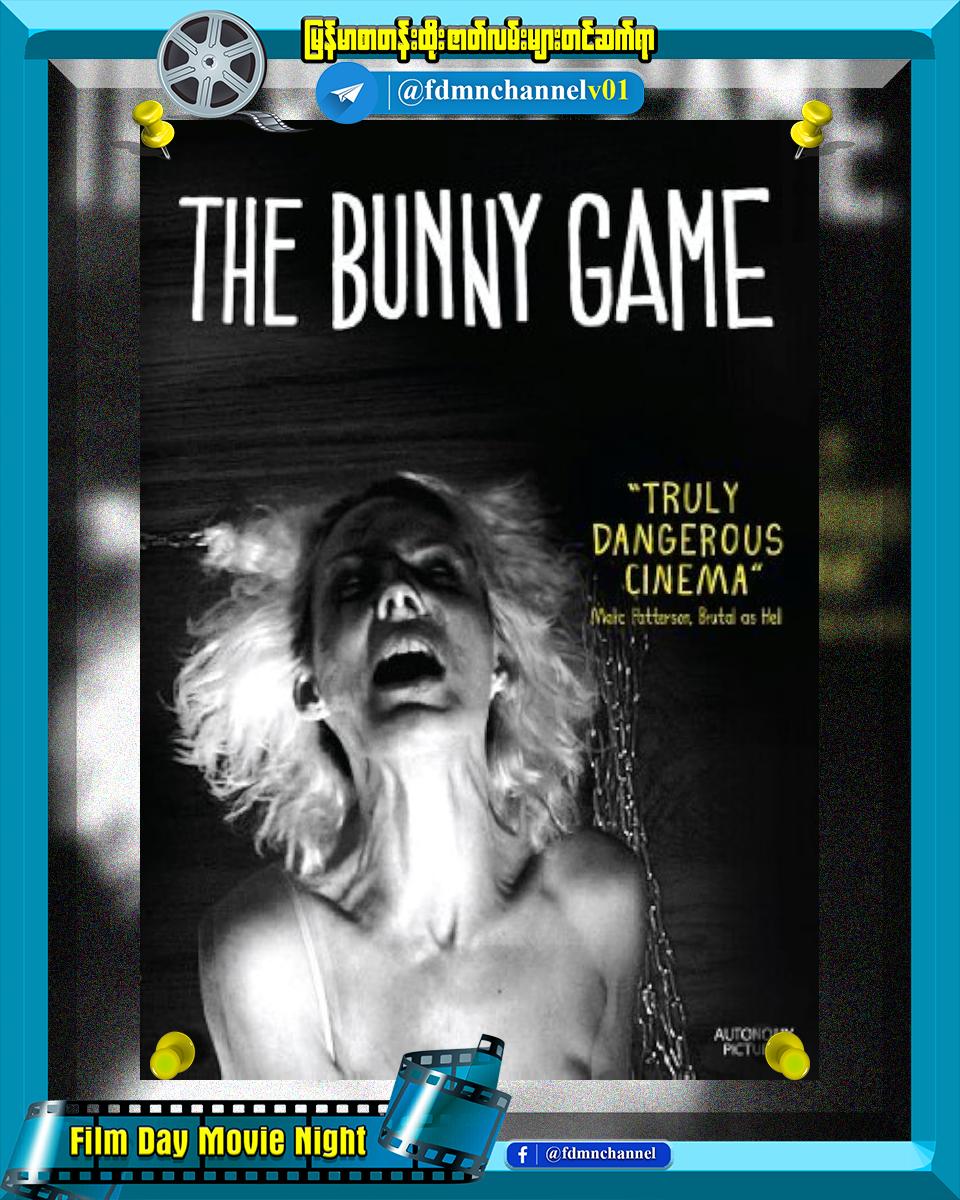 မြန်မာစာတန်းထိုးဇာတ်လမ်းများတင်ဆက်ရာ
@fdmnchannelv01
THE BUNNY GAME
"TRULY
DANGEROUS
CINEMA"
Marc Patterson, Brutal as Hell
AUTONOMY
Film Day Movie Night
@fdmnchannel